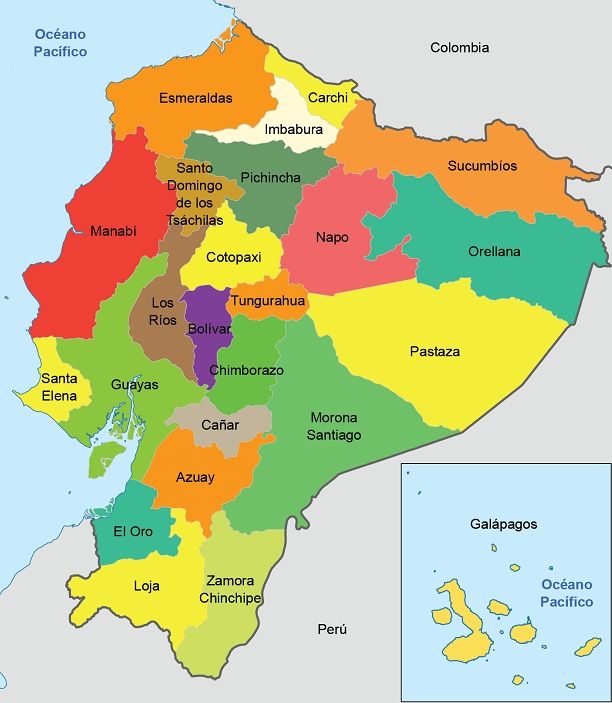 Océano
Pacífico
Colombia
Esmeraldas
Carchi
Imbabura
Sucumbíos
Santo
Domingo
de los
Tsáchilas
Pichincha
Manabí
Napo
Orellana
Cotopaxi
Los
Ríos
Bolívar
Tungurahua
Pastaza
Santa
Elena
Guayas
Chimborazo
Morona
Santiago
Cañar
Azuay
El Oro
Loja
Zamora
Chinchipe
Perú
Galápagos
Océano
Pacífico